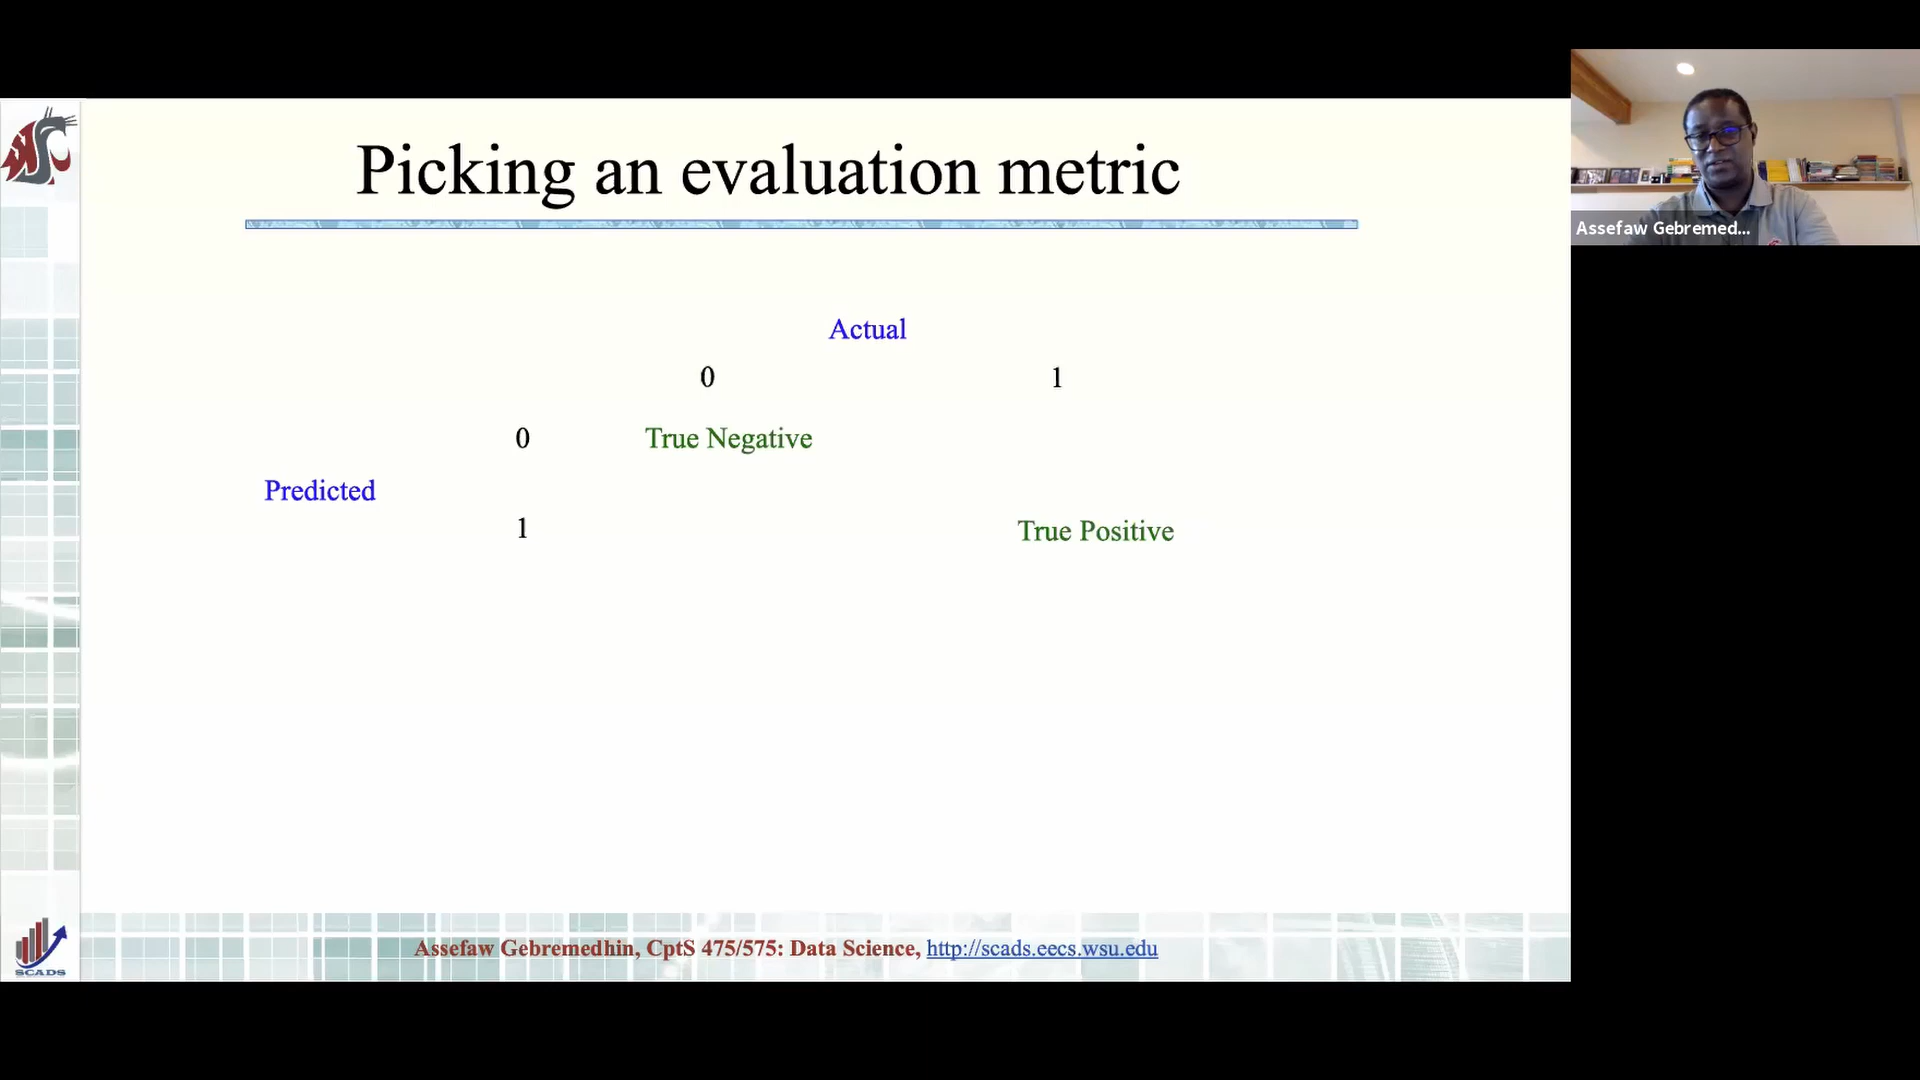 Picking an evaluation metric
Assefaw Gebremed...
Actual
0 1
0 True Negative
Predicted
1 True Positive
SCADS
Assefaw Gebremedhin, CptS 475/575: Data Science, http://scads.eecs.wsu.edu